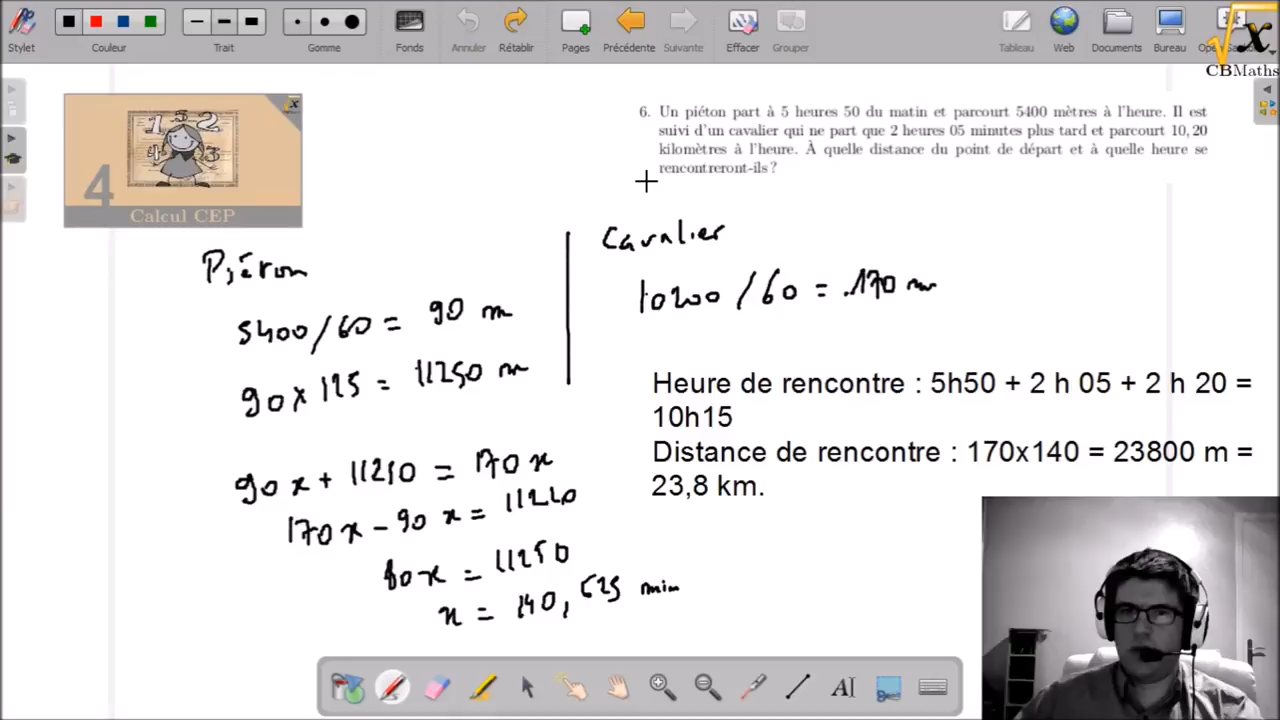 Stylet
Couleur
Trait
Gomme
Fonds
Annuler
Rétablir
Pages
Précédente
Suivante
Effacer
Grouper
Tableau
Web
Documents
Bureau
CBMaths
1 5 2
4 3
4
Calcul CEP
6. Un piéton part à 5 heures 50 du matin et parcourt 5400 mètres à l'heure. Il est
suivi d'un cavalier qui ne part que 2 heures 05 minutes plus tard et parcourt 10,20
kilomètres à l'heure. À quelle distance du point de départ et à quelle heure se
rencontreront-ils ?
Piéton
5400/60 = 90 m
90 x 125 = 11250 m
Cavalier
10200 / 60 = 170 m
Heure de rencontre : 5h50 + 2 h 05 + 2 h 20 =
10h15
Distance de rencontre : 170x140 = 23800 m =
23,8 km.
90 x + 11250 = 170 x
170 x - 90 x = 11250
80 x = 11250
x = 140,625 min